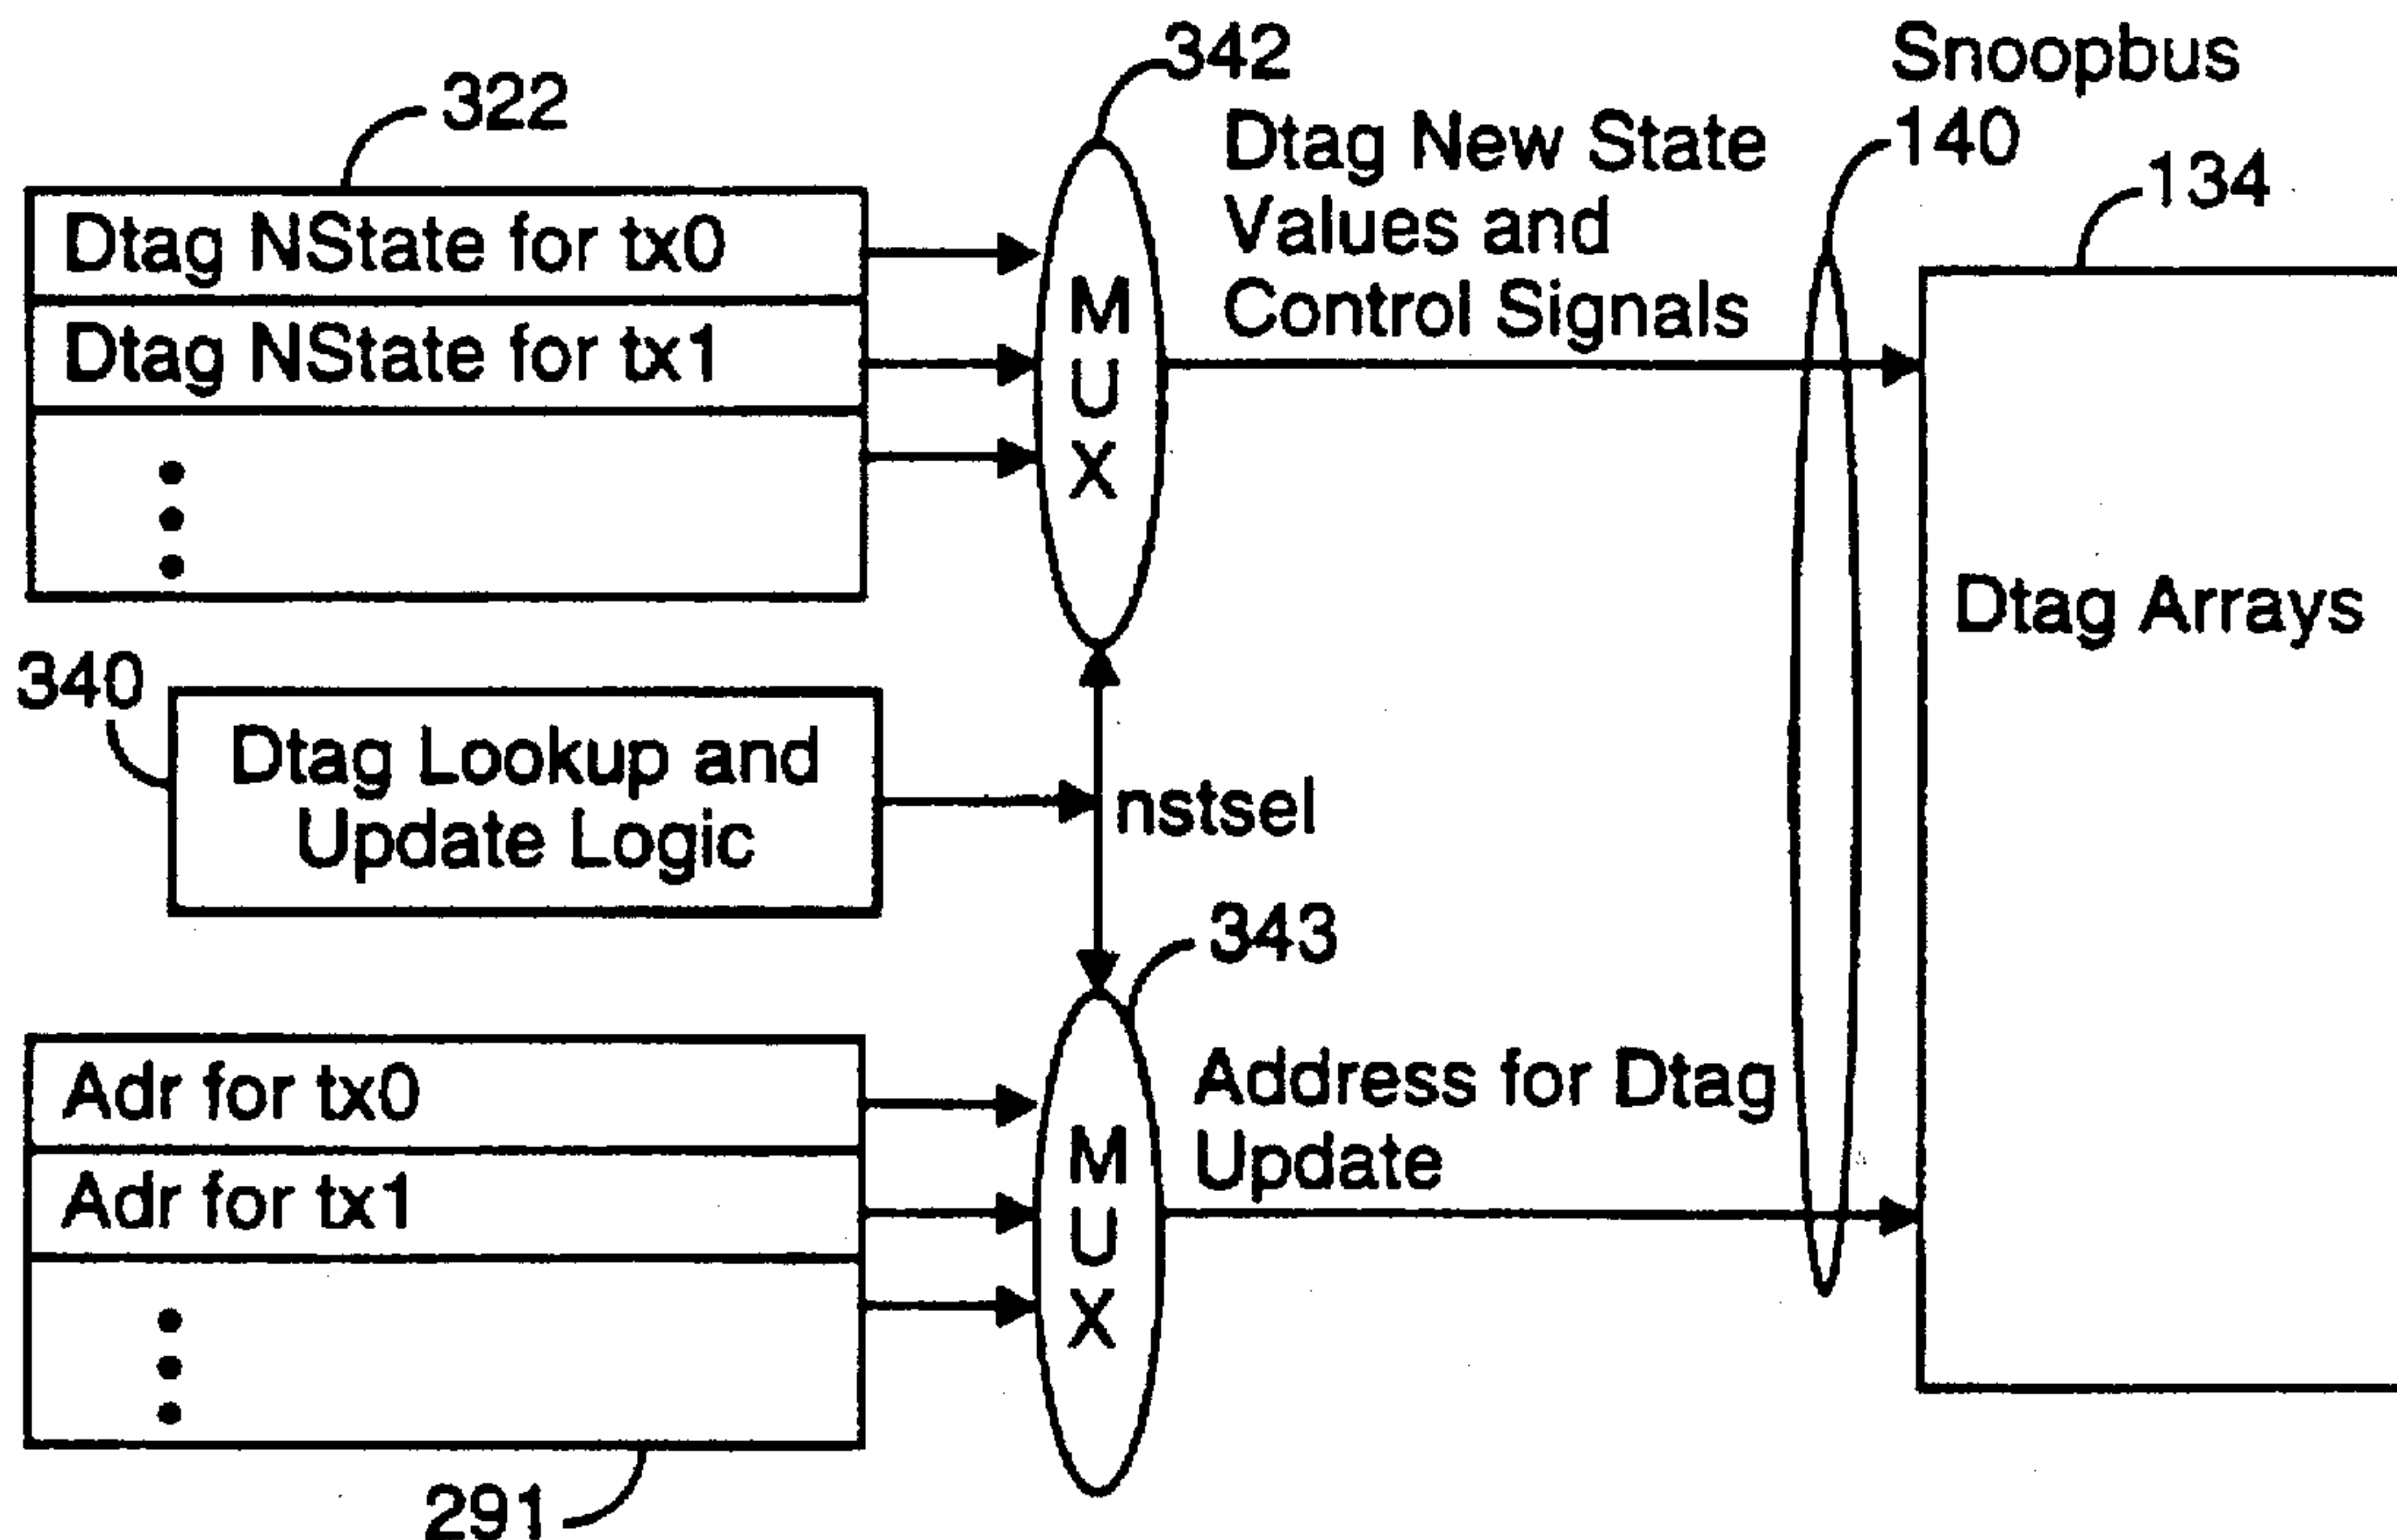 342
Snoopbus
140
322
134
Dtag New State
Values and
Control Signals
Dtag NState for tx0
Dtag NState for tx1
MUX
Dtag Arrays
340
Dtag Lookup and
Update Logic
nstsel
343
Adr for tx0
Adr for tx1
MUX
Address for Dtag
Update
291